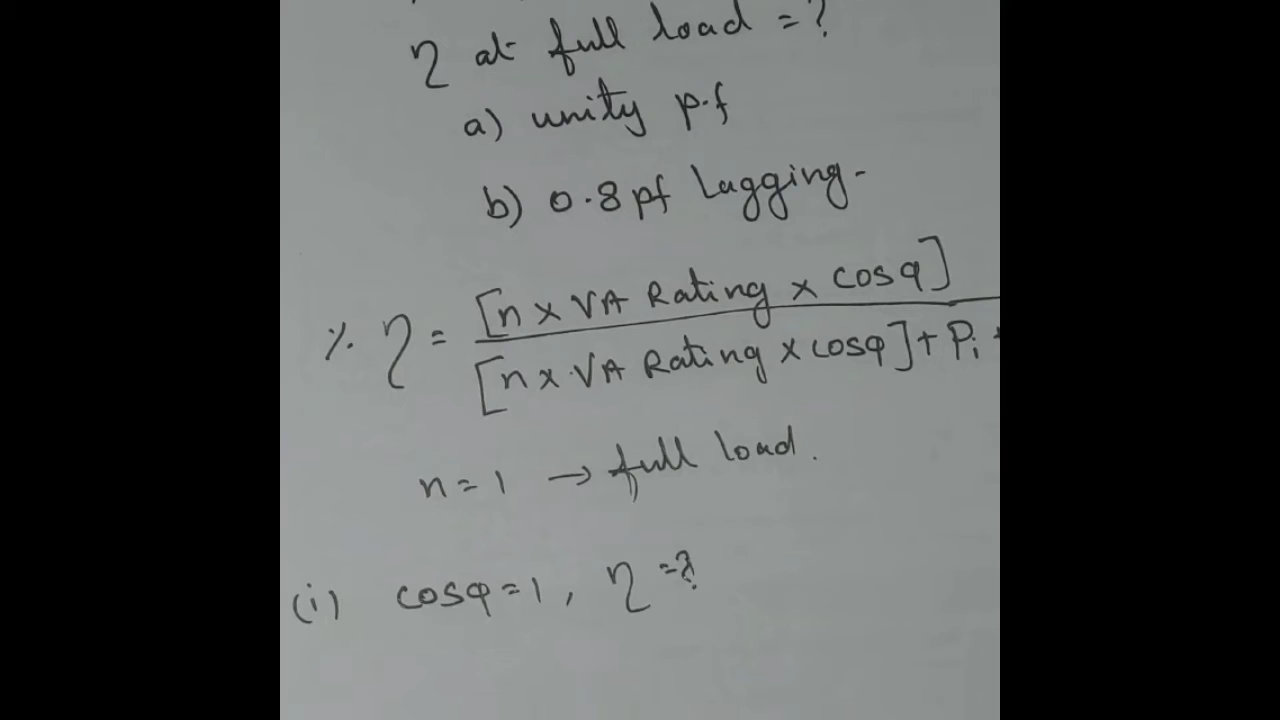 η at full load = ?
a) unity p.f
b) 0.8 pf Lagging.
% η = [n x VA Rating x cosφ]
[n x VA Rating x cosφ] + Pi +
n = 1 → full load.
(i) cosφ = 1, η = ?